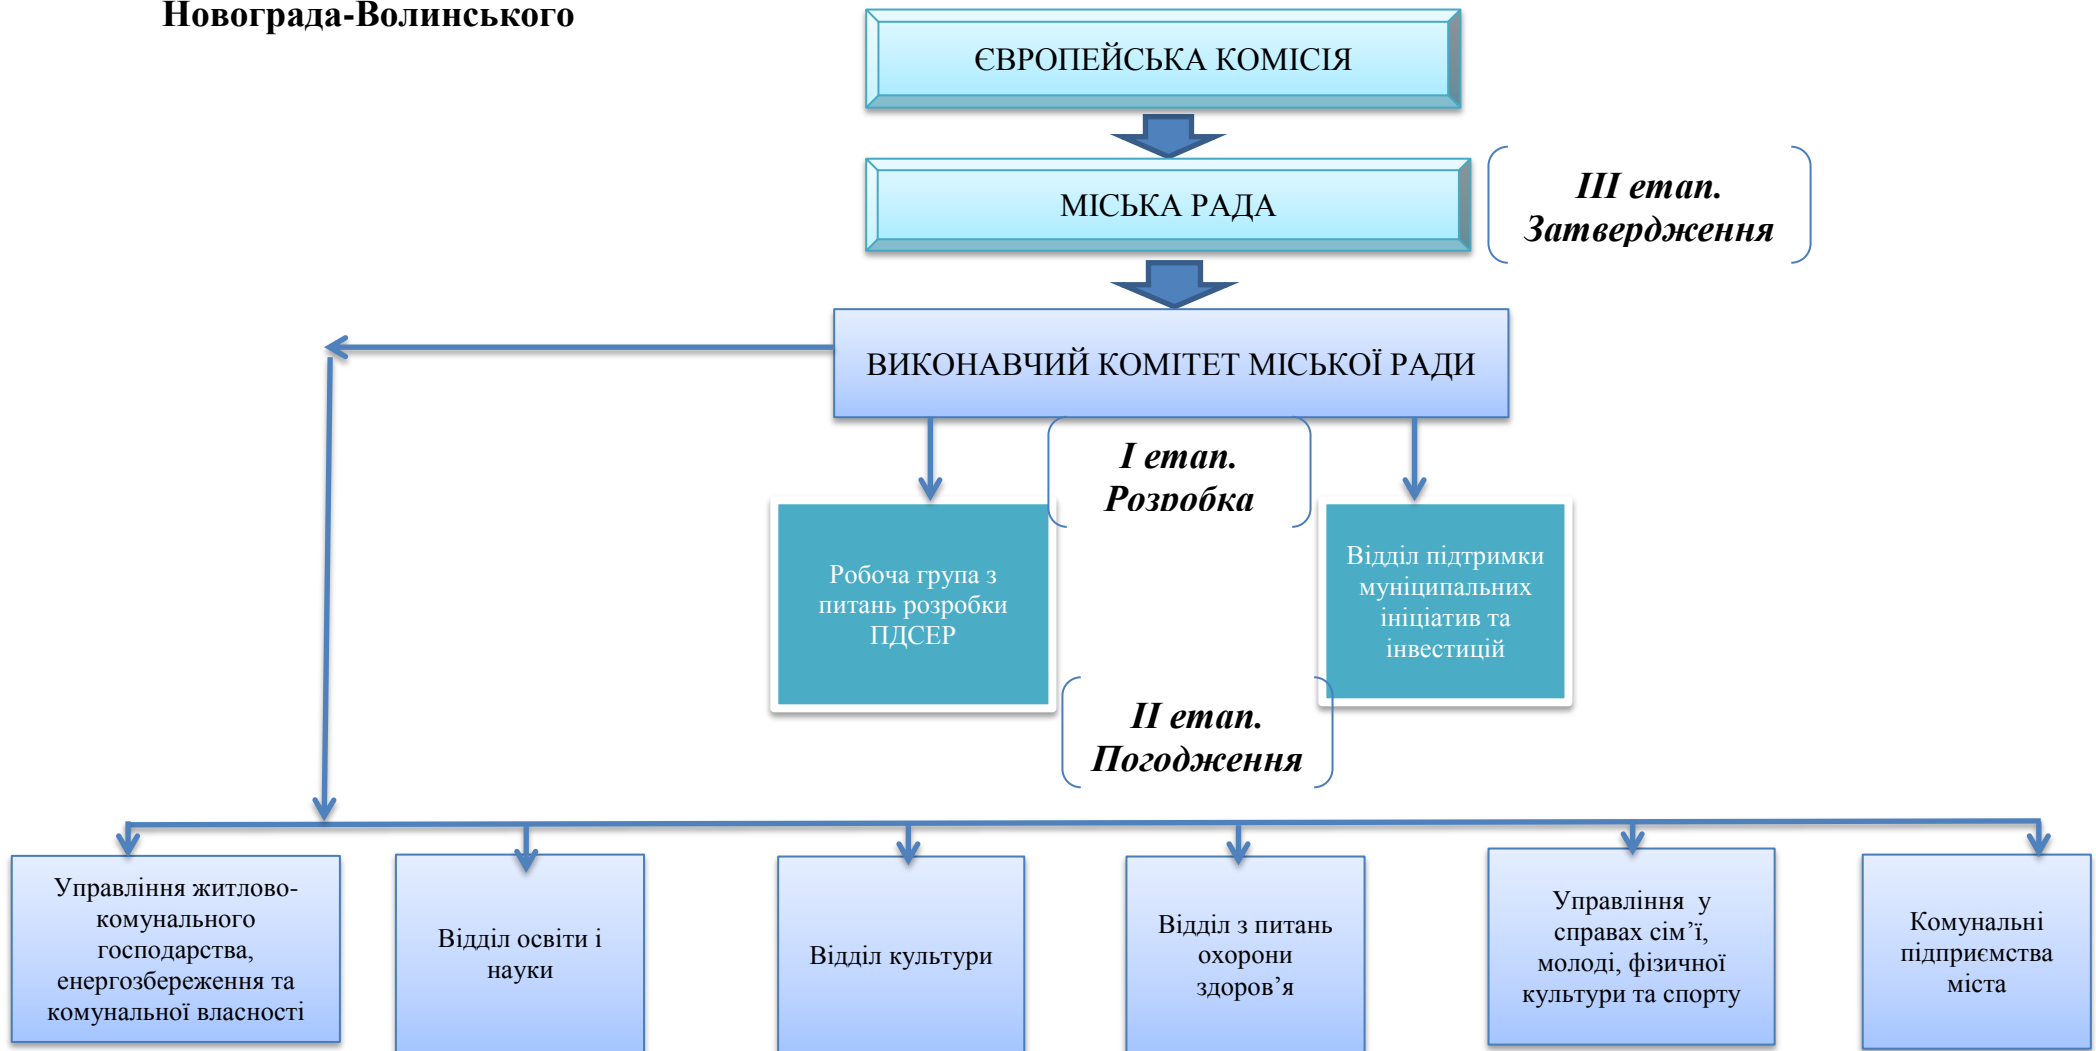 Новограда-Волинського
ЄВРОПЕЙСЬКА КОМІСІЯ
МІСЬКА РАДА
ІІІ етап.
Затвердження
ВИКОНАВЧИЙ КОМІТЕТ МІСЬКОЇ РАДИ
І етап.
Розробка
Робоча група з
питань розробки
ПДСЕР
Відділ підтримки
муніципальних
ініціатив та
інвестицій
ІІ етап.
Погодження
Управління житлово-
комунального
господарства,
енергозбереження та
комунальної власності
Відділ освіти і
науки
Відділ культури
Відділ з питань
охорони
здоров’я
Управління  у
справах сім’ї,
молоді, фізичної
культури та спорту
Комунальні
підприємства
міста